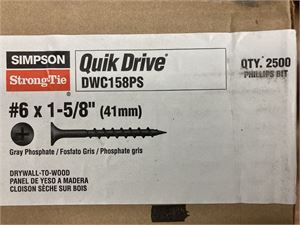 SIMPSON
Strong-Tie
Quik Drive®
DWC158PS
QTY. 2500
PHILLIPS BIT
#6 x 1-5/8" (41mm)
Gray Phosphate / Fosfato Gris / Phosphate gris
DRYWALL-TO-WOOD
PANEL DE YESO A MADERA
CLOISON SÈCHE SUR BOIS